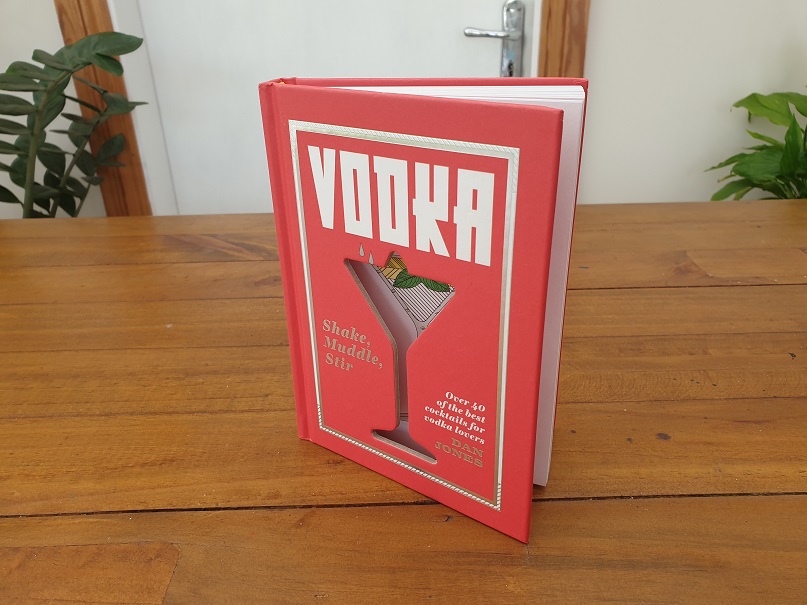 VODKA
Shake,
Muddle,
Stir
Over 40
of the best
cocktails for
vodka lovers
DAN
JONES